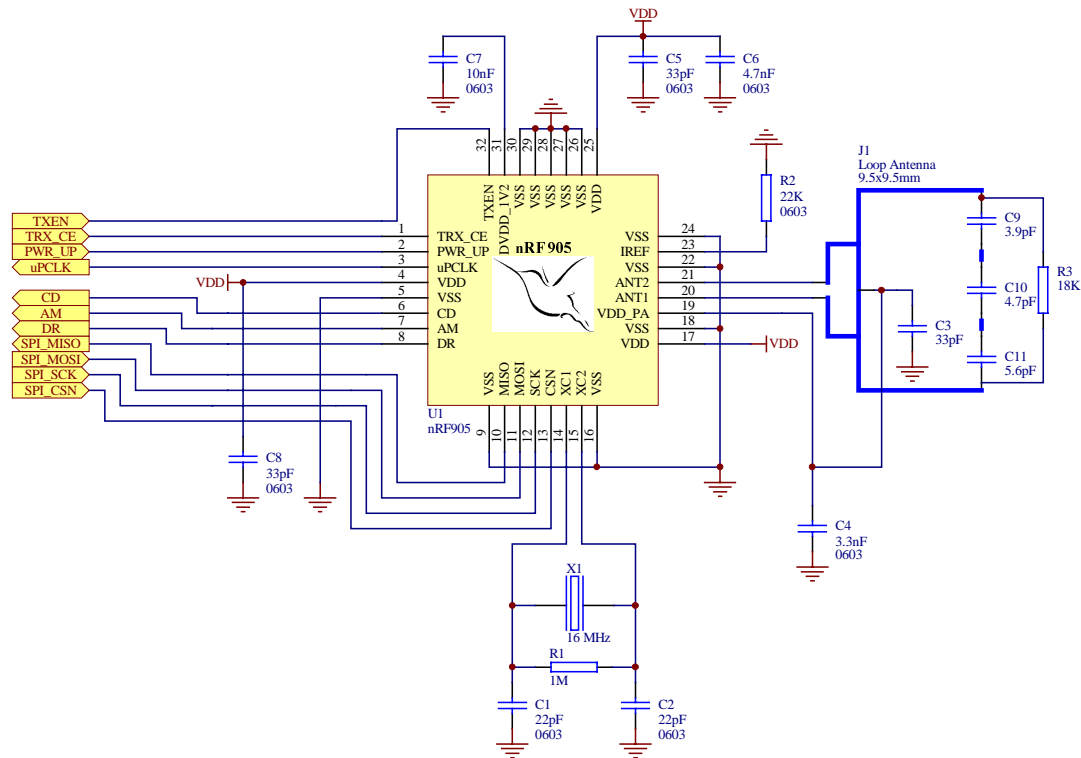 VDD
C7
10nF
0603
C5
33pF
0603
C6
4.7nF
0603
32
31
30
29
28
27
26
25
TXEN
DVDD_1V2
VSS
VSS
VSS
VSS
VSS
VDD
R2
22K
0603
J1
Loop Antenna
9.5x9.5mm
TXEN
TRX_CE
PWR_UP
uPCLK
CD
AM
DR
SPI_MISO
SPI_MOSI
SPI_SCK
SPI_CSN
VDD
1
2
3
4
5
6
7
8
TRX_CE
PWR_UP
uPCLK
VDD
VSS
CD
AM
DR
nRF905
VSS
IREF
VSS
ANT2
ANT1
VDD_PA
VSS
VDD
24
23
22
21
20
19
18
17
VDD
C9
3.9pF
C10
4.7pF
C11
5.6pF
R3
18K
C3
33pF
VSS
MISO
MOSI
SCK
CSN
XC1
XC2
VSS
U1
nRF905
9
10
11
12
13
14
15
16
C8
33pF
0603
C4
3.3nF
0603
X1
16 MHz
R1
1M
C1
22pF
0603
C2
22pF
0603